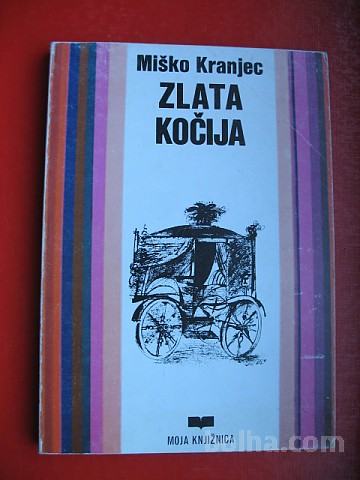 Miško Kranjec
ZLATA
KOČIJA
MOJA KNJIŽNICA
bolha.com